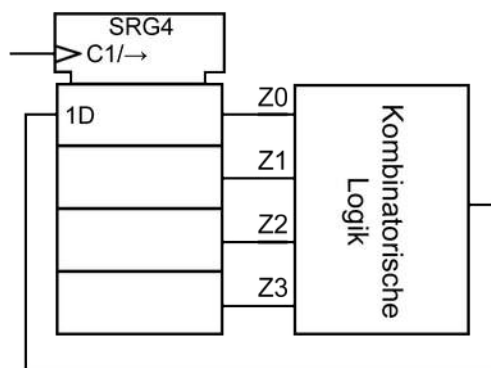 SRG4
C1/→
1D
Z0
Z1
Z2
Z3
Kombinatorische
Logik